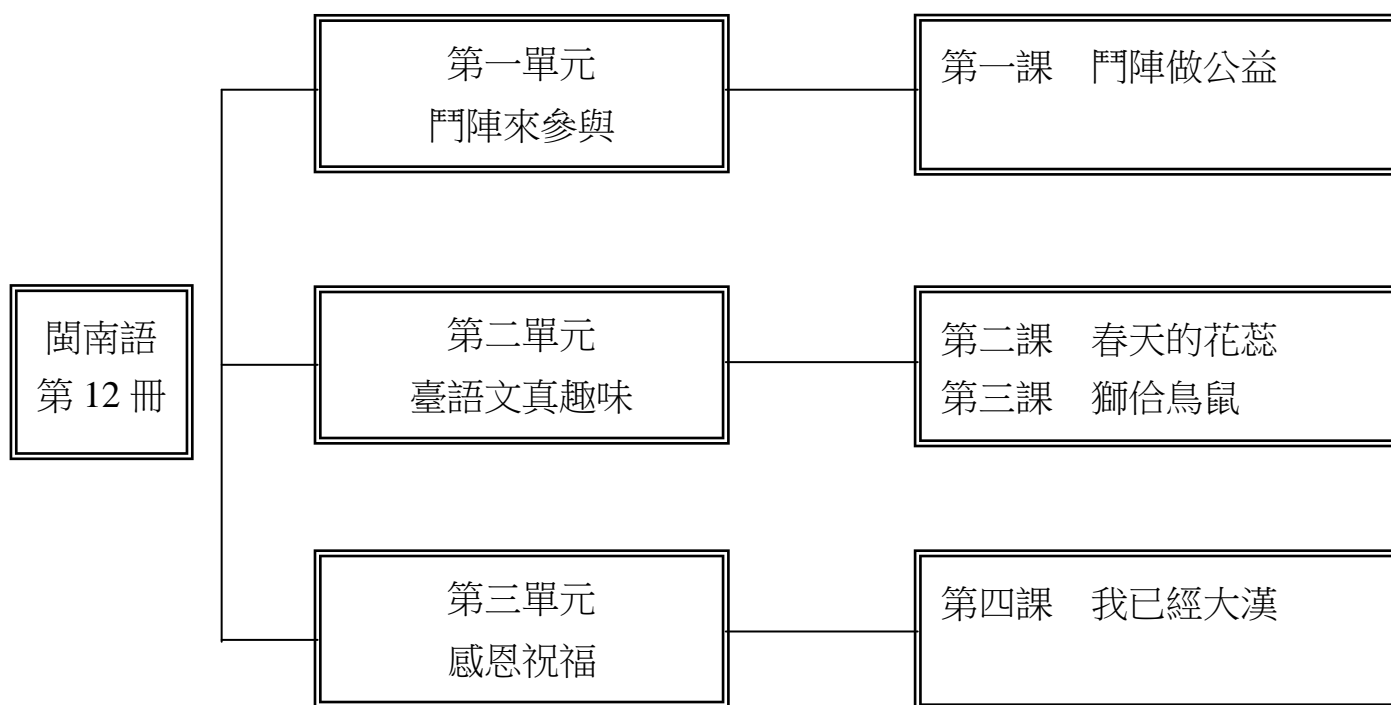 閩南語
第 12 冊
第一單元
鬥陣來參與
第一課　鬥陣做公益
第二單元
臺語文真趣味
第二課　春天的花蕊
第三課　獅佮鳥鼠
第三單元
感恩祝福
第四課　我已經大漢